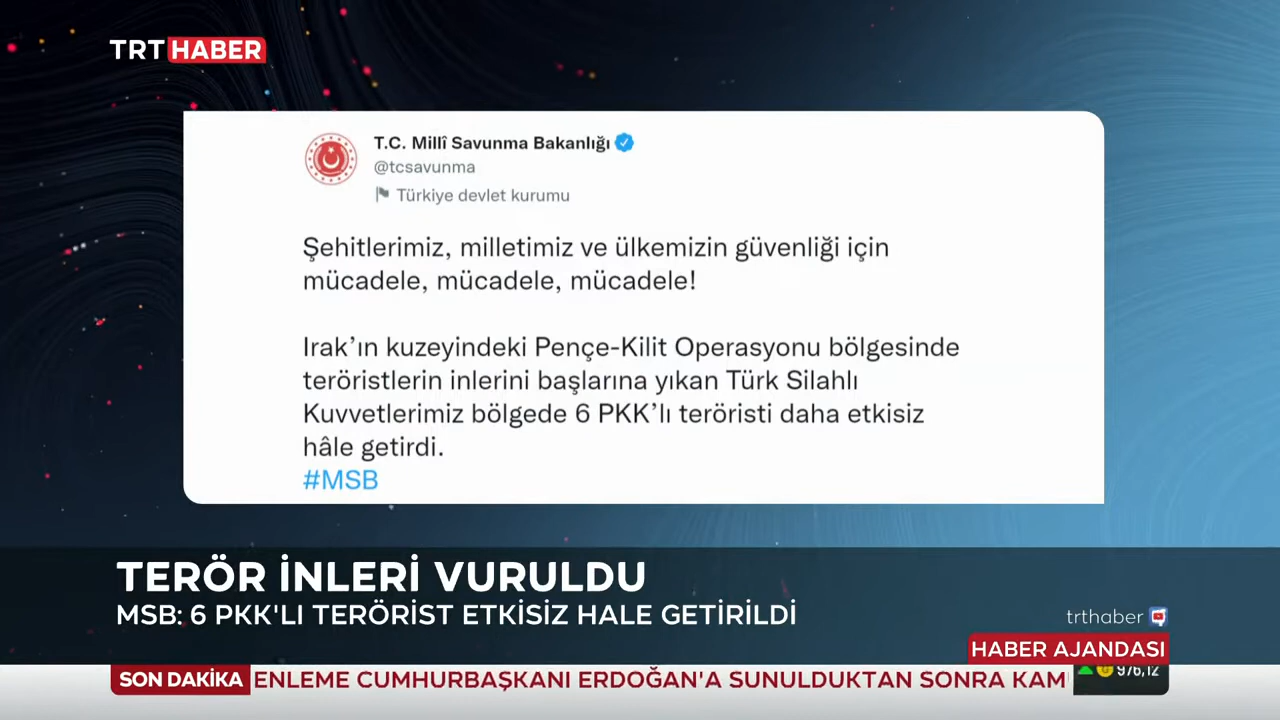 TRT HABER
T.C. Millî Savunma Bakanlığı
@tcsavunma
Türkiye devlet kurumu
Şehitlerimiz, milletimiz ve ülkemizin güvenliği için
mücadele, mücadele, mücadele!
Irak’ın kuzeyindeki Pençe-Kilit Operasyonu bölgesinde
teröristlerin inlerini başlarına yıkan Türk Silahlı
Kuvvetlerimiz bölgede 6 PKK’lı teröristi daha etkisiz
hâle getirdi.
#MSB
TERÖR İNLERİ VURULDU
MSB: 6 PKK'LI TERÖRİST ETKİSİZ HALE GETİRİLDİ
trthaber
HABER AJANDASI
SON DAKİKA ENLEME CUMHURBAŞKANI ERDOĞAN'A SUNULDUKTAN SONRA KAM
976,12